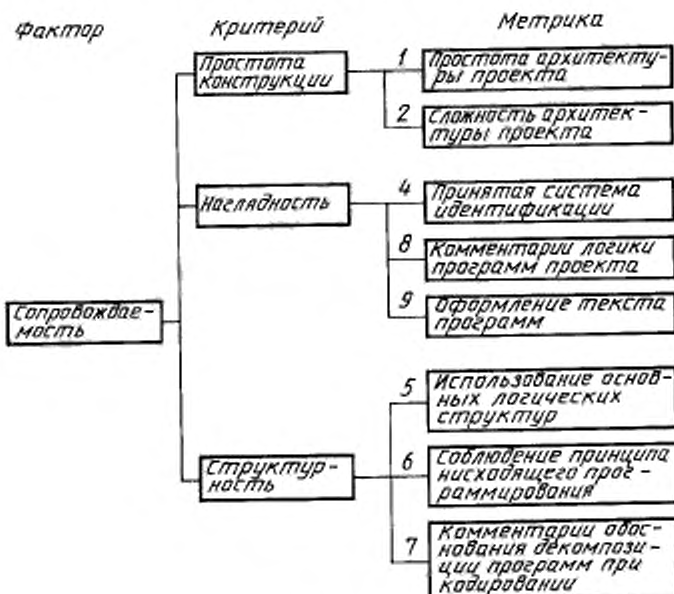 Фактор Критерий Метрика
Простота
конструкции
1
Простота архитекту-
ры проекта
2
Сложность архитек-
туры проекта
Наглядность
4
Принятая система
идентификации
8
Комментарии логики
программ проекта
9
Оформление текста
программ
Сопровождае-
мость
Структур-
ность
5
Использование основ-
ных логических
структур
6
Соблюдение принципа
нисходящего прог-
раммирования
7
Комментарии обос-
нования декомпози-
ции программ при
кодировании